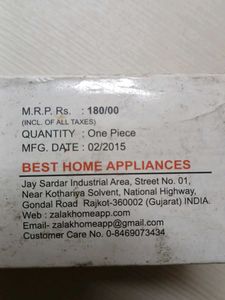 M.R.P. Rs. : 180/00
(INCL. OF ALL TAXES)
QUANTITY : One Piece
MFG. DATE : 02/2015
BEST HOME APPLIANCES
Jay Sardar Industrial Area, Street No. 01,
Near Kothariya Solvent, National Highway,
Gondal Road Rajkot-360002 (Gujarat) INDIA.
Web : zalakhomeapp.com
Email- zalakhomeapp@gmail.com
Customer Care No. 0-8469073434